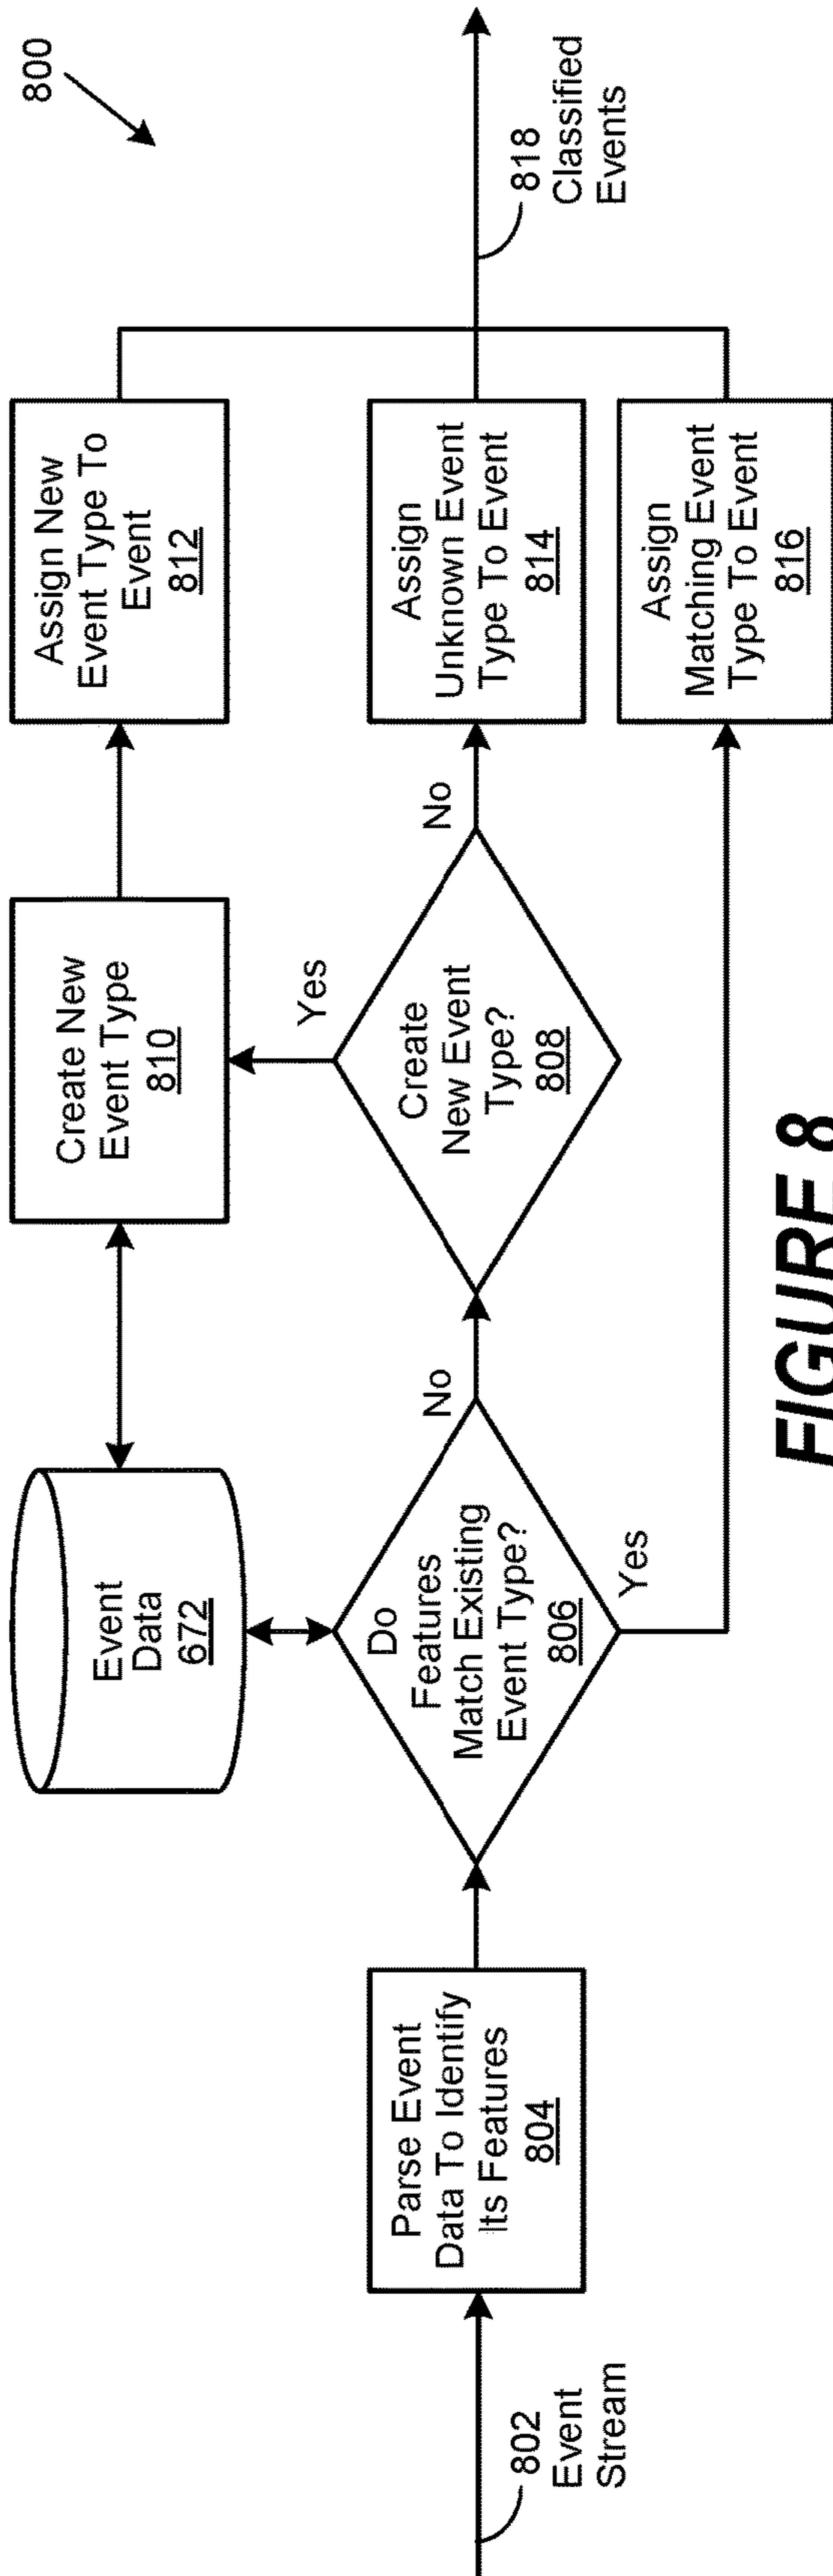 800
802
Event
Stream
Parse Event
Data To Identify
Its Features
804
Event
Data
672
Do
Features
Match Existing
Event Type?
806
No
Yes
Create
New Event
Type?
808
Yes
No
Create New
Event Type
810
Assign New
Event Type To
Event
812
Assign
Unknown Event
Type To Event
814
Assign
Matching Event
Type To Event
816
818
Classified
Events
FIGURE 8